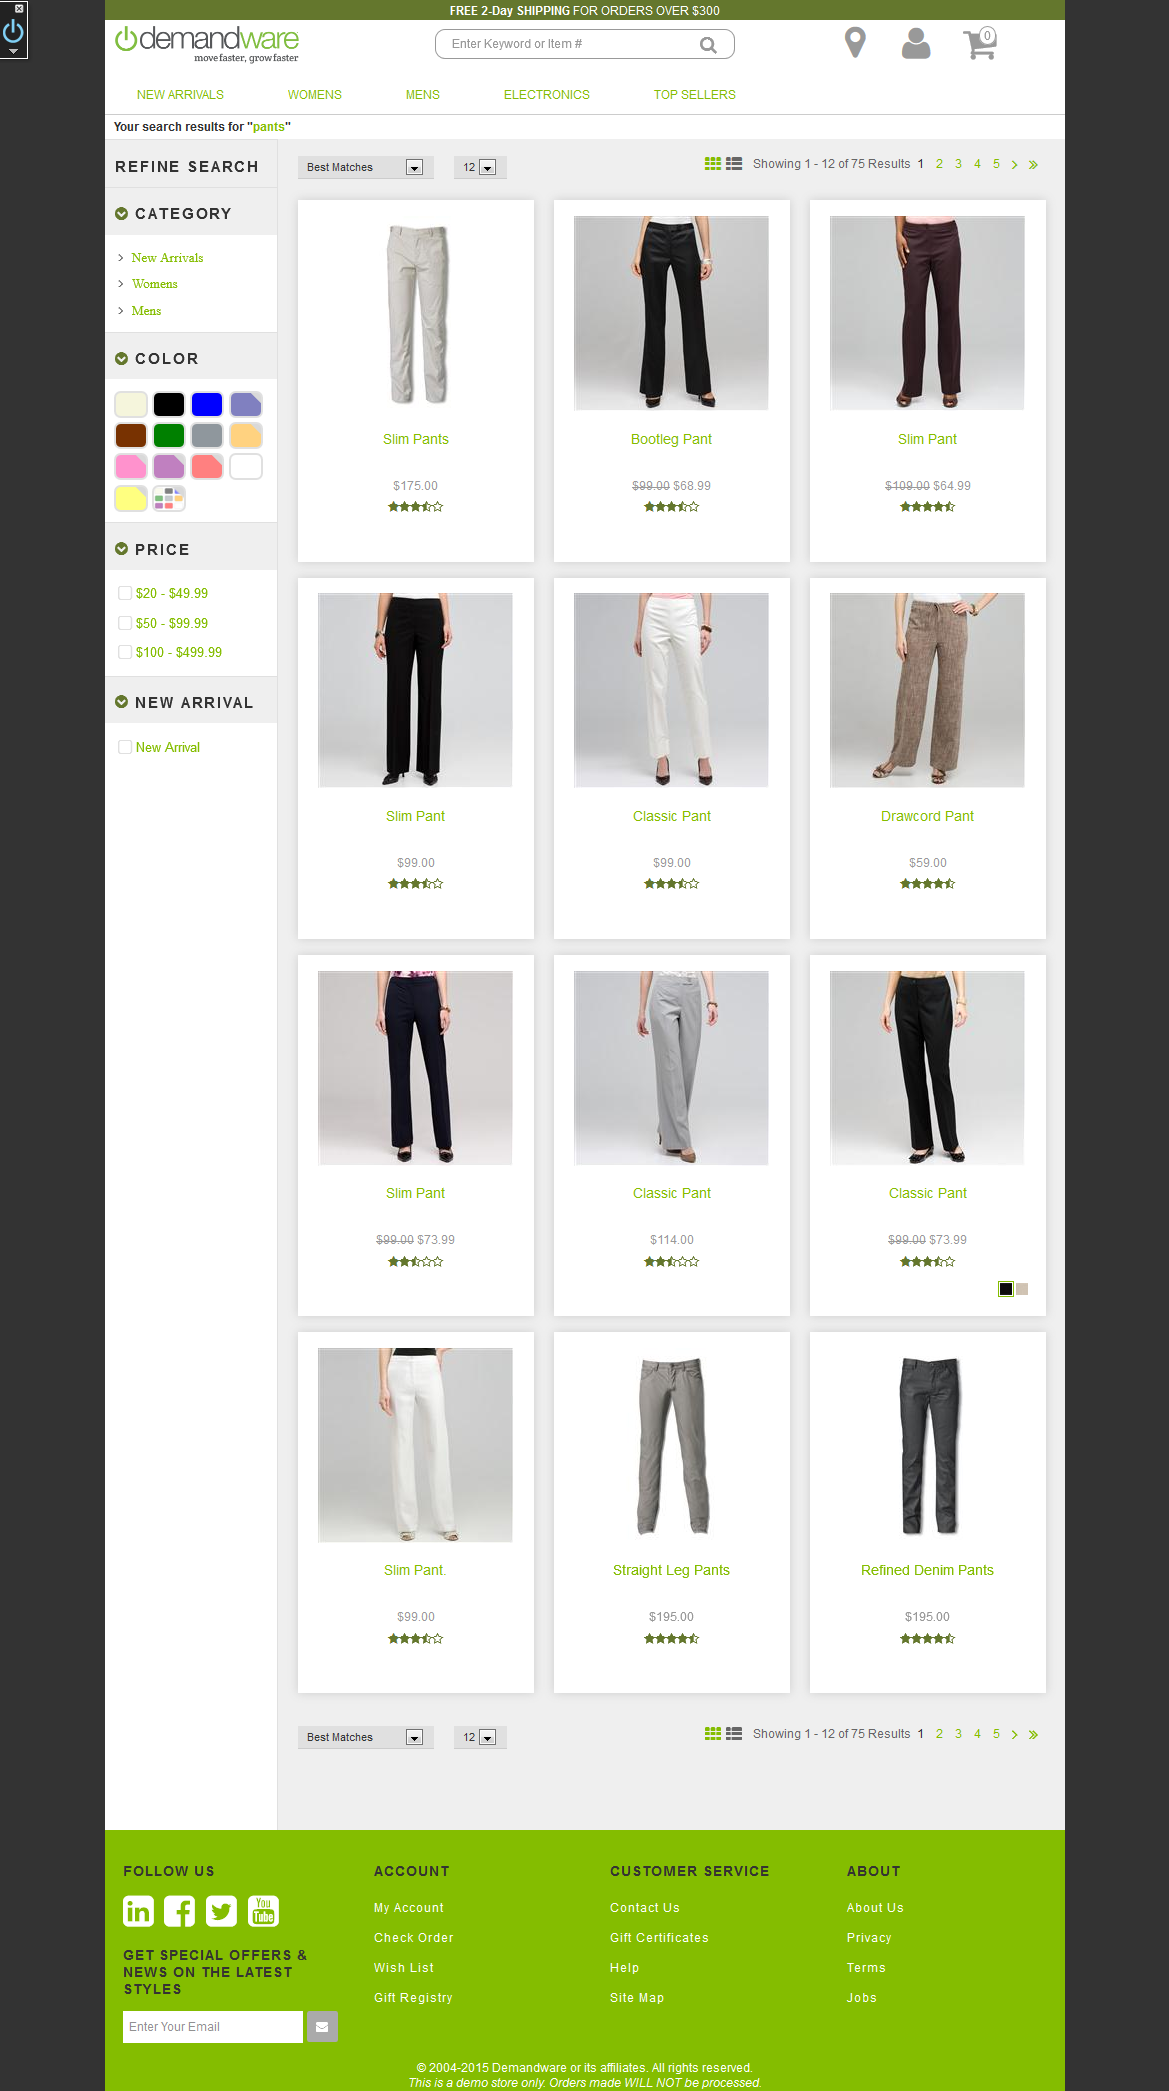 FREE 2-Day SHIPPING FOR ORDERS OVER $300
demandware
move faster, grow faster
Enter Keyword or Item #
0
NEW ARRIVALS WOMENS MENS ELECTRONICS TOP SELLERS
Your search results for "pants"
REFINE SEARCH
CATEGORY
New Arrivals
Womens
Mens
COLOR
PRICE
$20 - $49.99
$50 - $99.99
$100 - $499.99
NEW ARRIVAL
New Arrival
Best Matches 12 Showing 1 - 12 of 75 Results 1 2 3 4 5 > »
Slim Pants Bootleg Pant Slim Pant
$175.00 $99.00 $68.99 $109.00 $64.99
Slim Pant Classic Pant Drawcord Pant
$99.00 $99.00 $59.00
Slim Pant Classic Pant Classic Pant
$99.00 $73.99 $114.00 $99.00 $73.99
Slim Pant. Straight Leg Pants Refined Denim Pants
$99.00 $195.00 $195.00
Best Matches 12 Showing 1 - 12 of 75 Results 1 2 3 4 5 > »
FOLLOW US
in f You Tube
GET SPECIAL OFFERS &
NEWS ON THE LATEST
STYLES
Enter Your Email
ACCOUNT
My Account
Check Order
Wish List
Gift Registry
CUSTOMER SERVICE
Contact Us
Gift Certificates
Help
Site Map
ABOUT
About Us
Privacy
Terms
Jobs
© 2004-2015 Demandware or its affiliates. All rights reserved.
This is a demo store only. Orders made WILL NOT be processed.